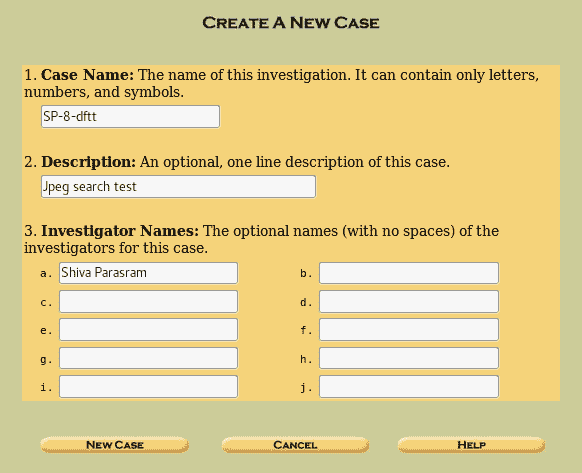 CREATE A NEW CASE
1. Case Name: The name of this investigation. It can contain only letters,
numbers, and symbols.
SP-8-dftt
2. Description: An optional, one line description of this case.
Jpeg search test
3. Investigator Names: The optional names (with no spaces) of the
investigators for this case.
a. Shiva Parasram b.
c. d.
e. f.
g. h.
i. j.
NEW CASE CANCEL HELP